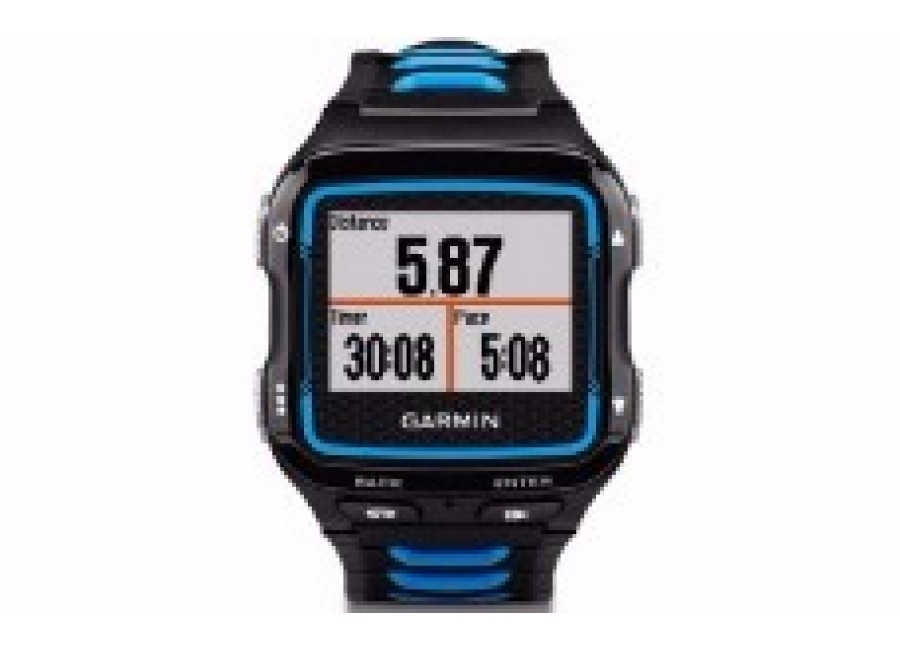 Distance
5.87
Timer
Pace
30:08
5:08
GARMIN
BACK
ENTER